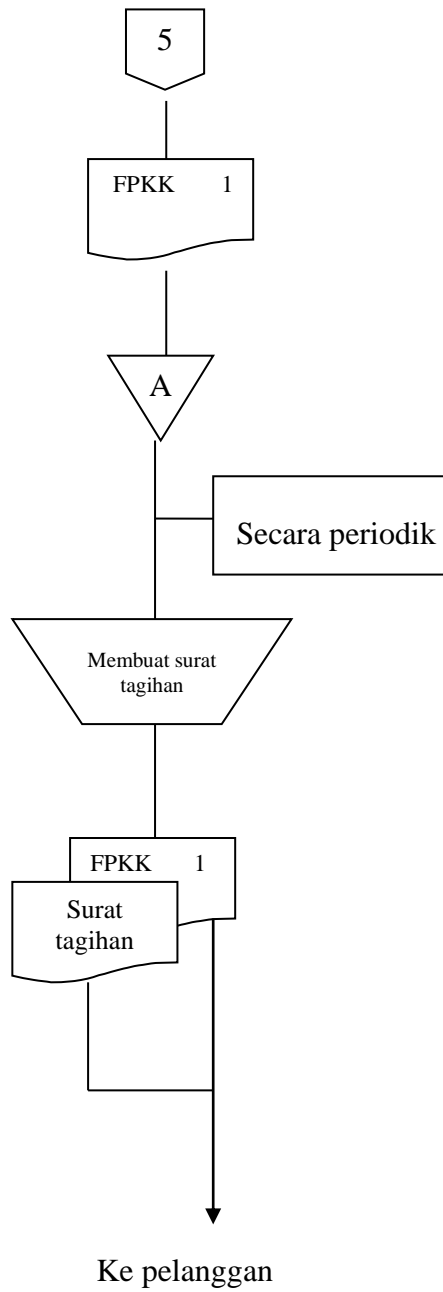 5
FPKK 1
A
Secara periodik
Membuat surat
tagihan
FPKK 1
Surat
tagihan
Ke pelanggan